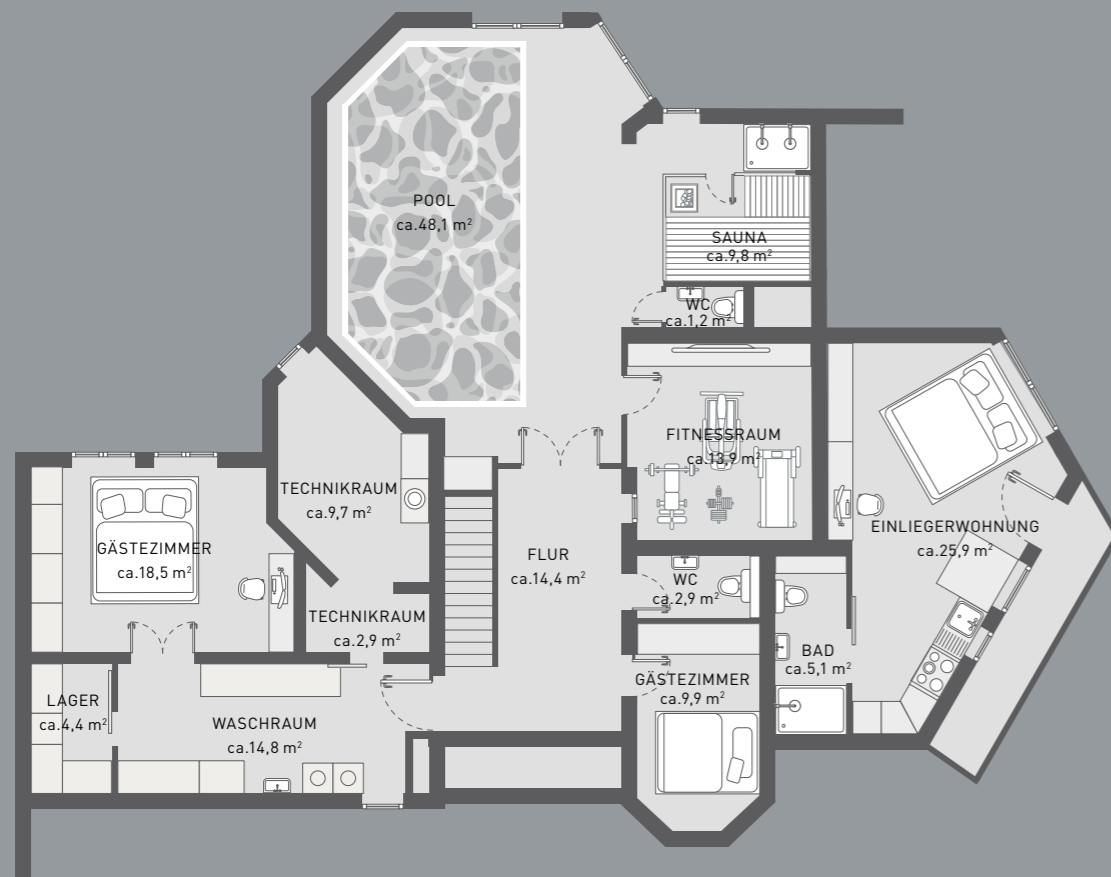 POOL
ca.48,1 m²
SAUNA
ca.9,8 m²
WC
ca.1,2 m²
FITNESSRAUM
ca.13,9 m²
TECHNIKRAUM
ca.9,7 m²
EINLIEGERWOHNUNG
ca.25,9 m²
GÄSTEZIMMER
ca.18,5 m²
FLUR
ca.14,4 m²
WC
ca.2,9 m²
TECHNIKRAUM
ca.2,9 m²
BAD
ca.5,1 m²
GÄSTEZIMMER
ca.9,9 m²
LAGER
ca.4,4 m²
WASCHRAUM
ca.14,8 m²